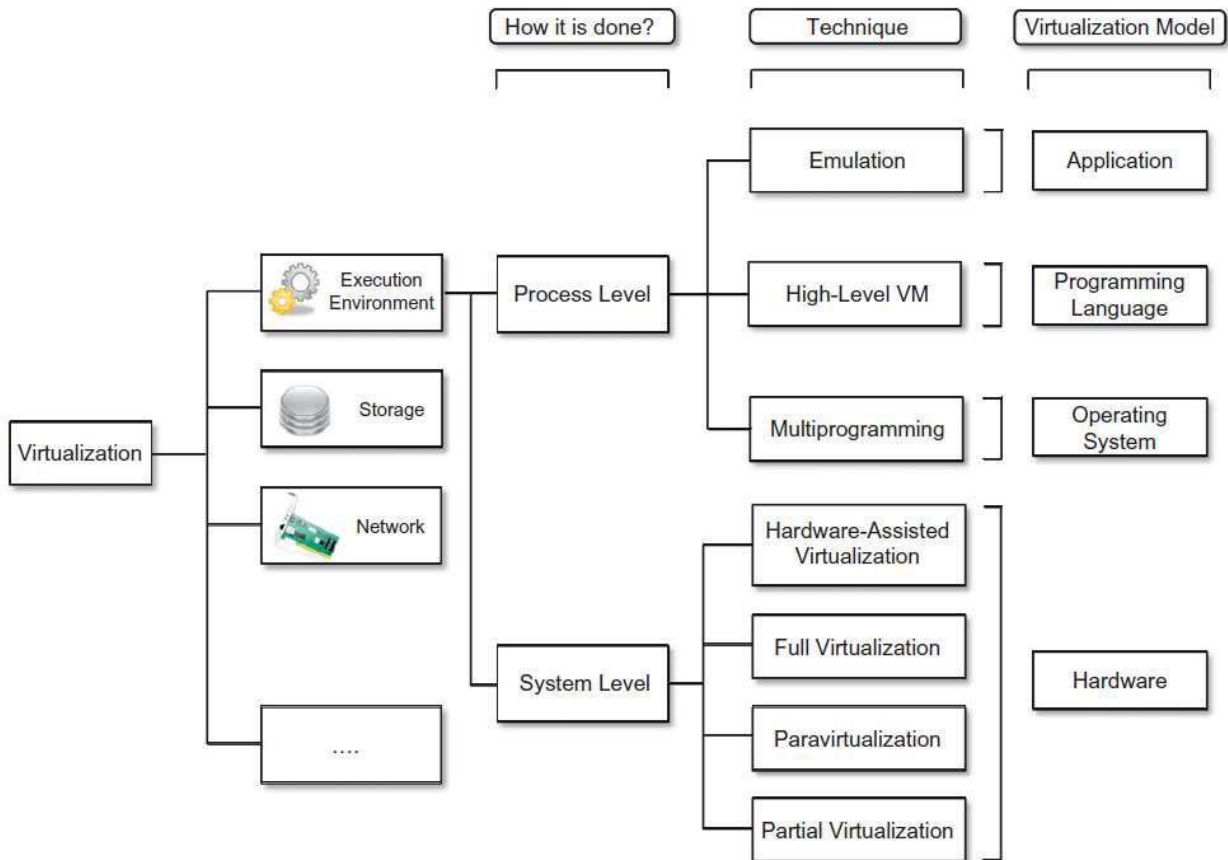 How it is done?
Technique
Virtualization Model
Emulation
Application
Execution
Environment
Process Level
High-Level VM
Programming
Language
Storage
Multiprogramming
Operating
System
Virtualization
Network
Hardware-Assisted
Virtualization
Full Virtualization
System Level
Hardware
Paravirtualization
....
Partial Virtualization